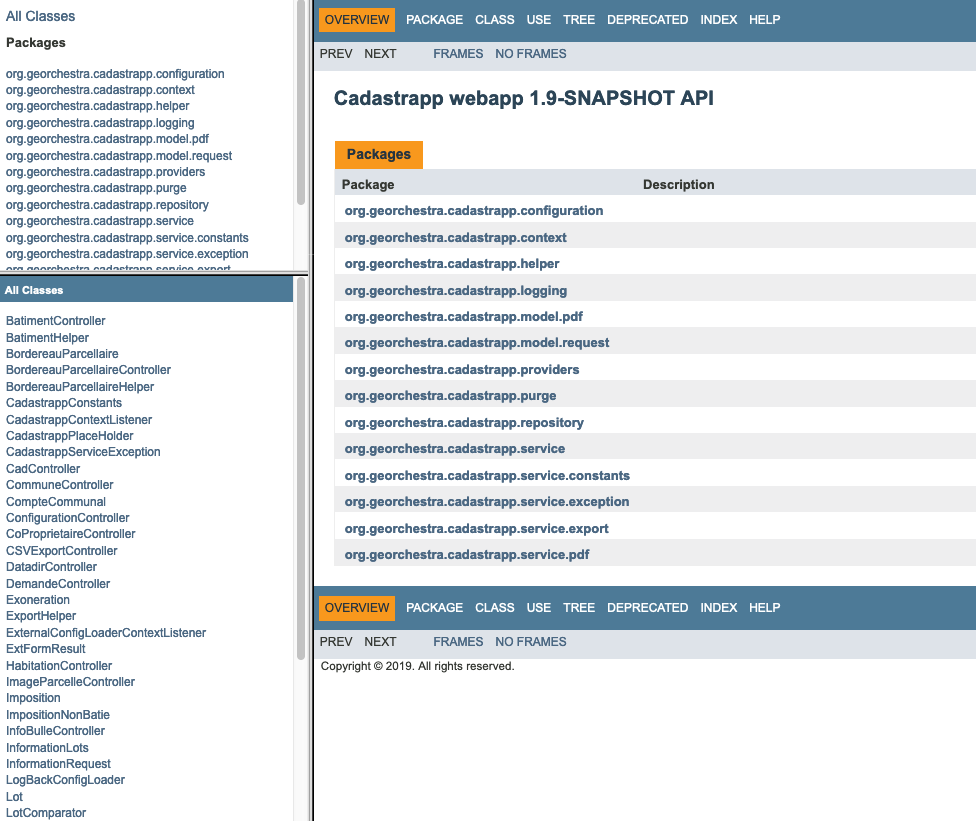 All Classes
Packages
org.georchestra.cadastrapp.configuration
org.georchestra.cadastrapp.context
org.georchestra.cadastrapp.helper
org.georchestra.cadastrapp.logging
org.georchestra.cadastrapp.model.pdf
org.georchestra.cadastrapp.model.request
org.georchestra.cadastrapp.providers
org.georchestra.cadastrapp.purge
org.georchestra.cadastrapp.repository
org.georchestra.cadastrapp.service
org.georchestra.cadastrapp.service.constants
org.georchestra.cadastrapp.service.exception
org.georchestra.cadastrapp.service.export
All Classes
BatimentController
BatimentHelper
BordereauParcellaire
BordereauParcellaireController
BordereauParcellaireHelper
CadastrappConstants
CadastrappContextListener
CadastrappPlaceHolder
CadastrappServiceException
CadController
CommuneController
CompteCommunal
ConfigurationController
CoProprietaireController
CSVExportController
DatadirController
DemandeController
Exoneration
ExportHelper
ExternalConfigLoaderContextListener
ExtFormResult
HabitationController
ImageParcelleController
Imposition
ImpositionNonBatie
InfoBulleController
InformationLots
InformationRequest
LogBackConfigLoader
Lot
LotComparator
OVERVIEW PACKAGE CLASS USE TREE DEPRECATED INDEX HELP
PREV NEXT FRAMES NO FRAMES
Cadastrapp webapp 1.9-SNAPSHOT API
Packages
Package Description
org.georchestra.cadastrapp.configuration
org.georchestra.cadastrapp.context
org.georchestra.cadastrapp.helper
org.georchestra.cadastrapp.logging
org.georchestra.cadastrapp.model.pdf
org.georchestra.cadastrapp.model.request
org.georchestra.cadastrapp.providers
org.georchestra.cadastrapp.purge
org.georchestra.cadastrapp.repository
org.georchestra.cadastrapp.service
org.georchestra.cadastrapp.service.constants
org.georchestra.cadastrapp.service.exception
org.georchestra.cadastrapp.service.export
org.georchestra.cadastrapp.service.pdf
OVERVIEW PACKAGE CLASS USE TREE DEPRECATED INDEX HELP
PREV NEXT FRAMES NO FRAMES
Copyright © 2019. All rights reserved.